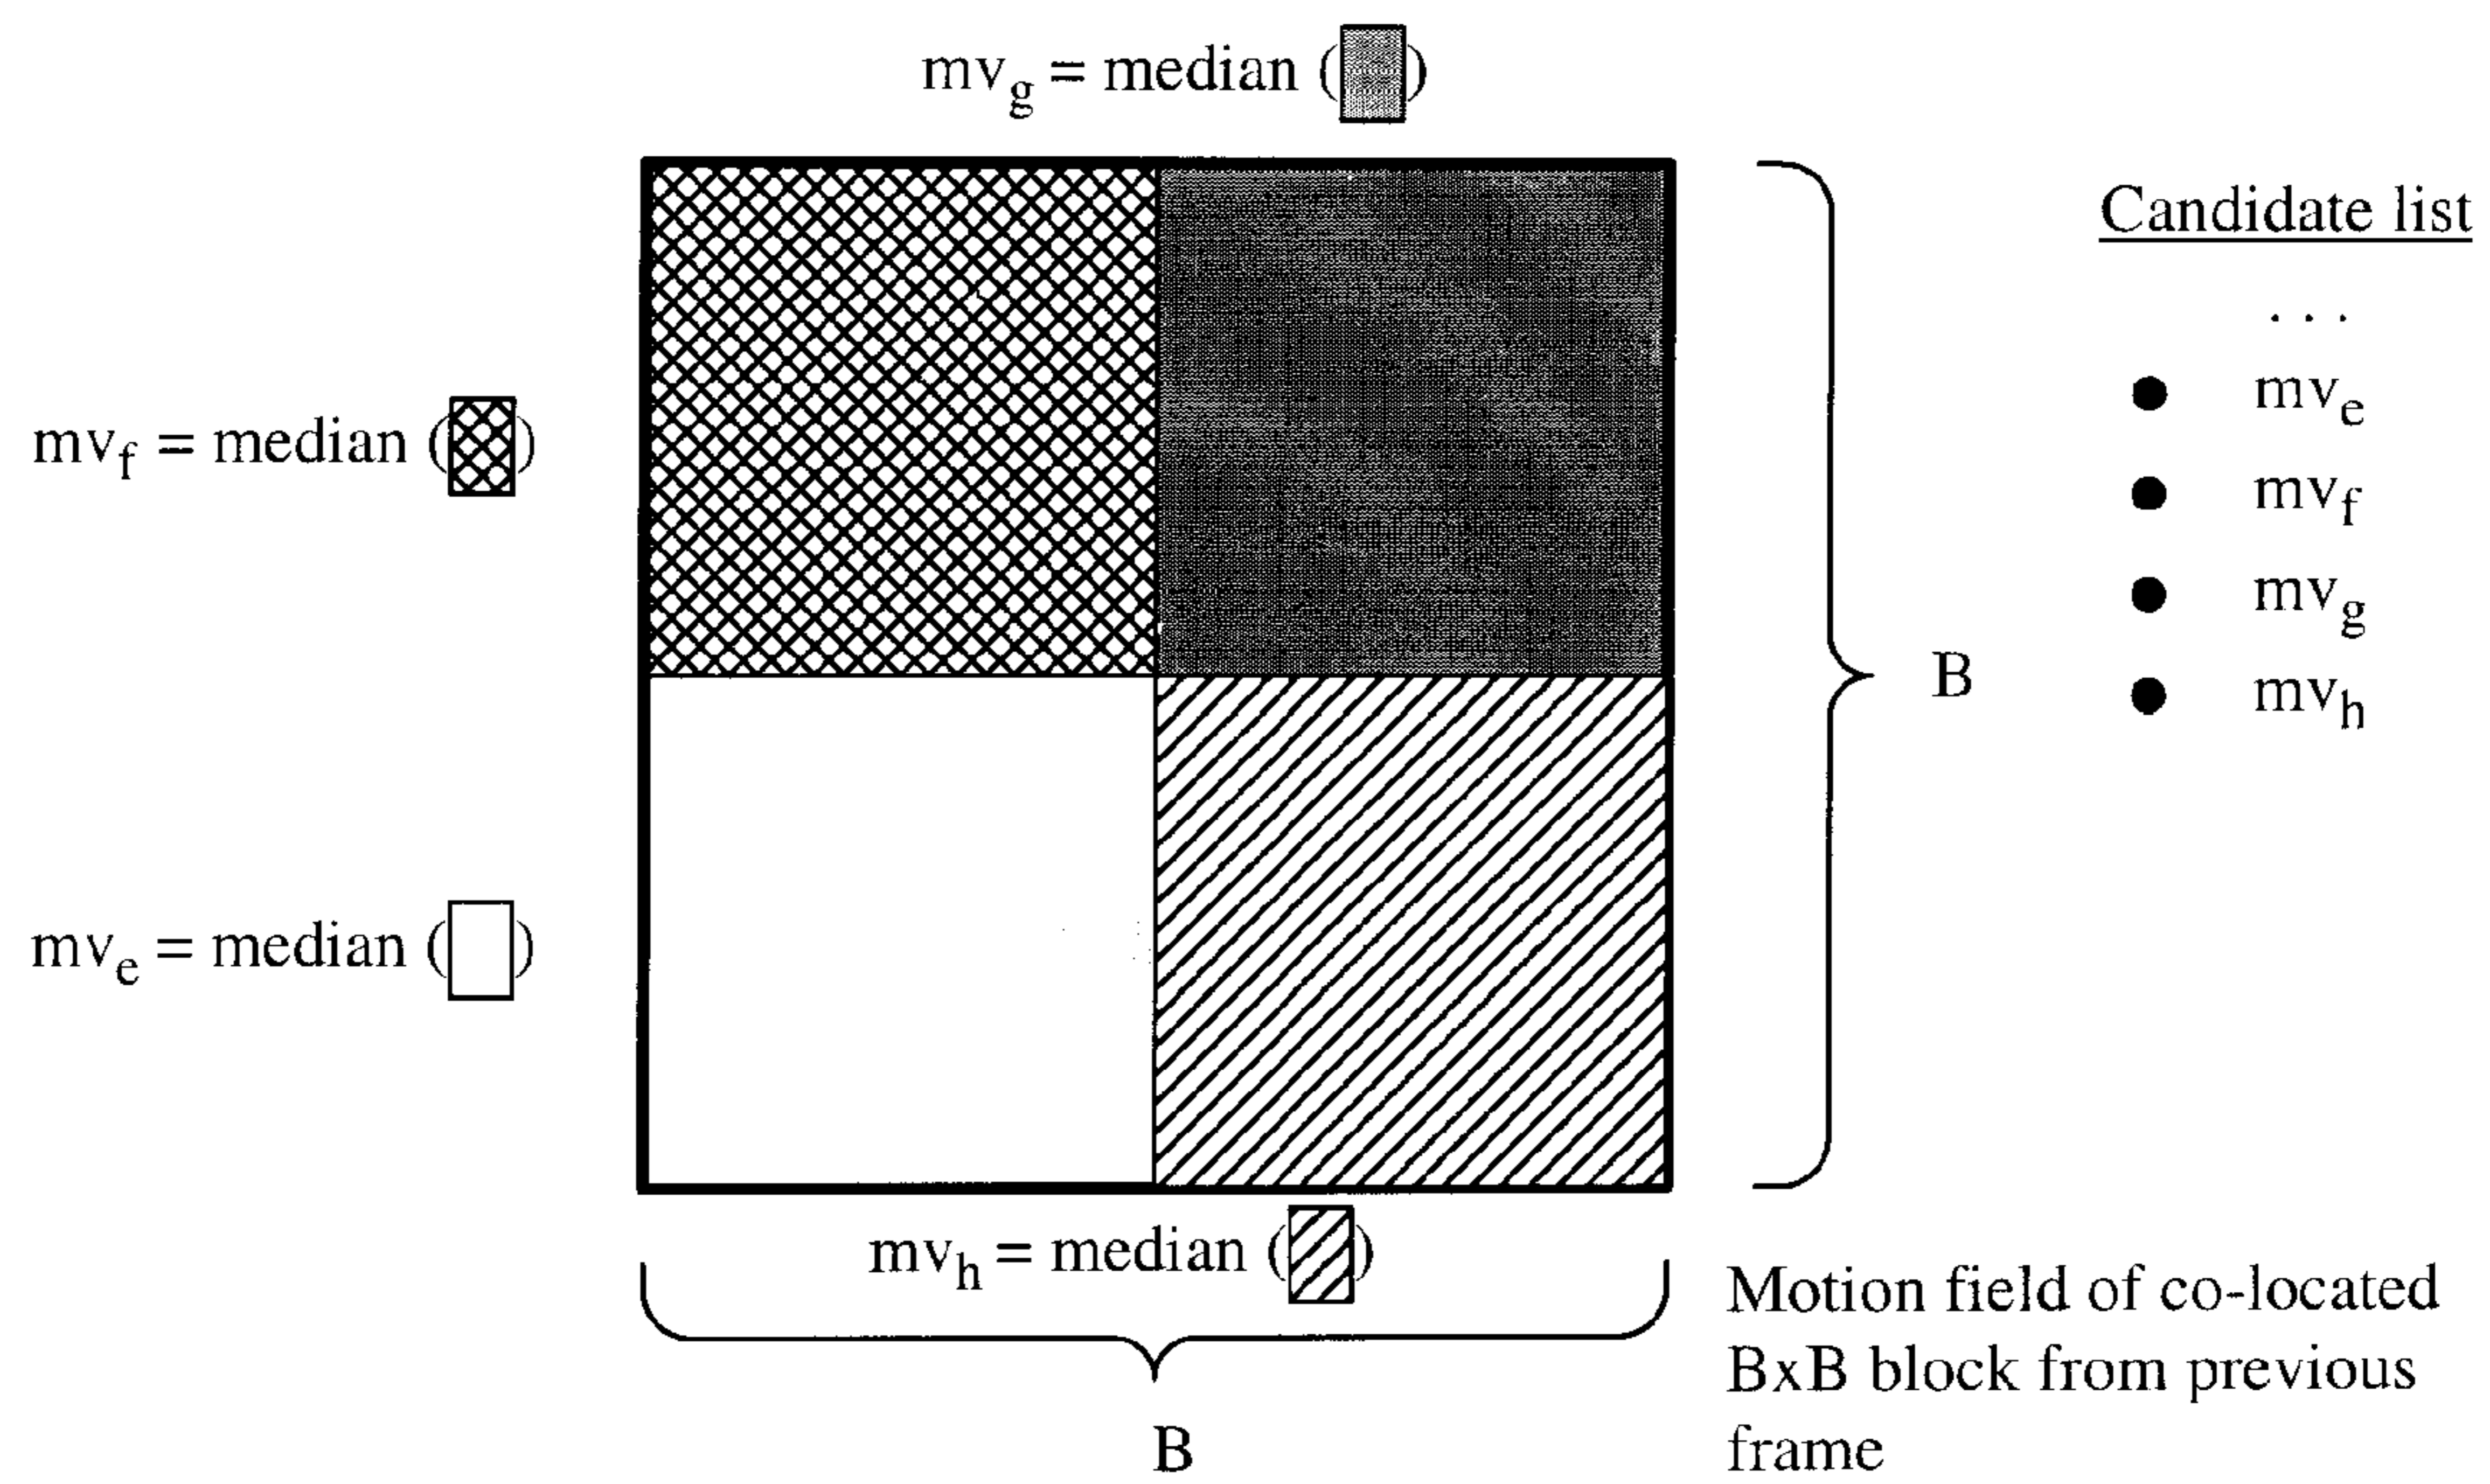 mvg = median ( )
Candidate list
. . .
● mve
mvf = median ( )
● mvf
● mvg
B
● mvh
mve = median ( )
mvh = median ( )
Motion field of co-located
BxB block from previous
frame
B